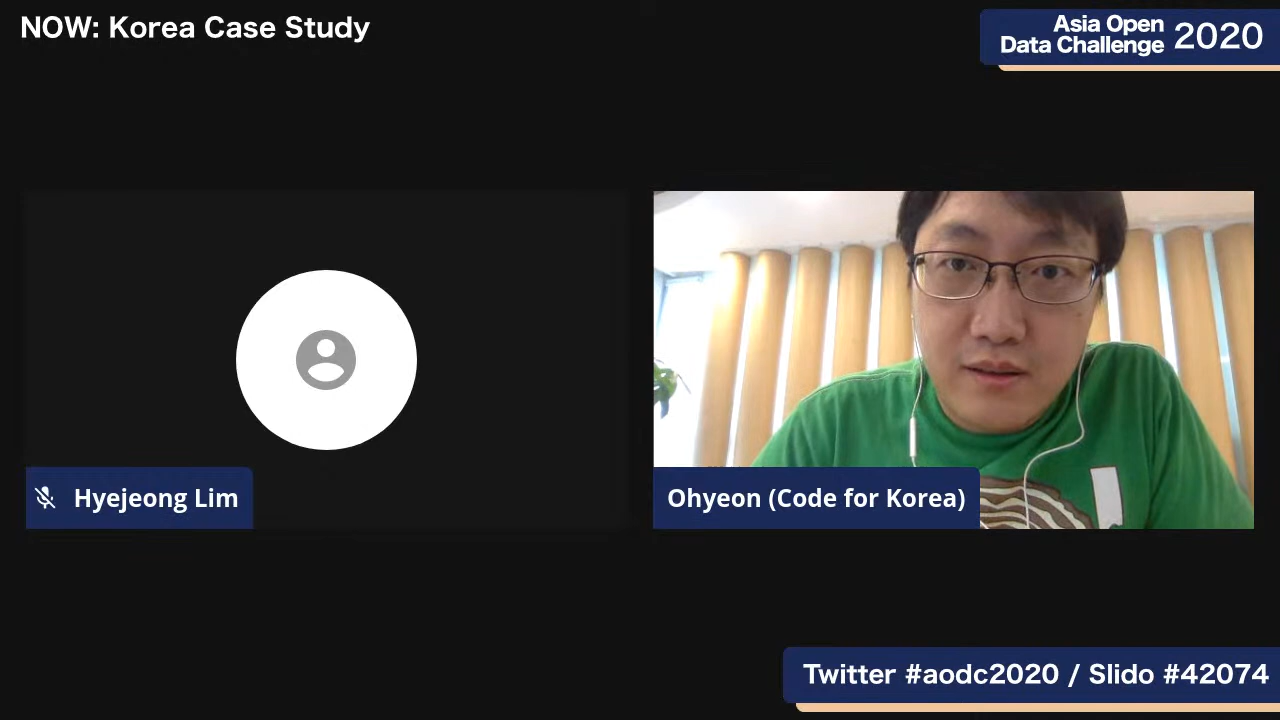 NOW: Korea Case Study
Asia Open
Data Challenge 2020
Hyejeong Lim
Ohyeon (Code for Korea)
Twitter #aodc2020 / Slido #42074